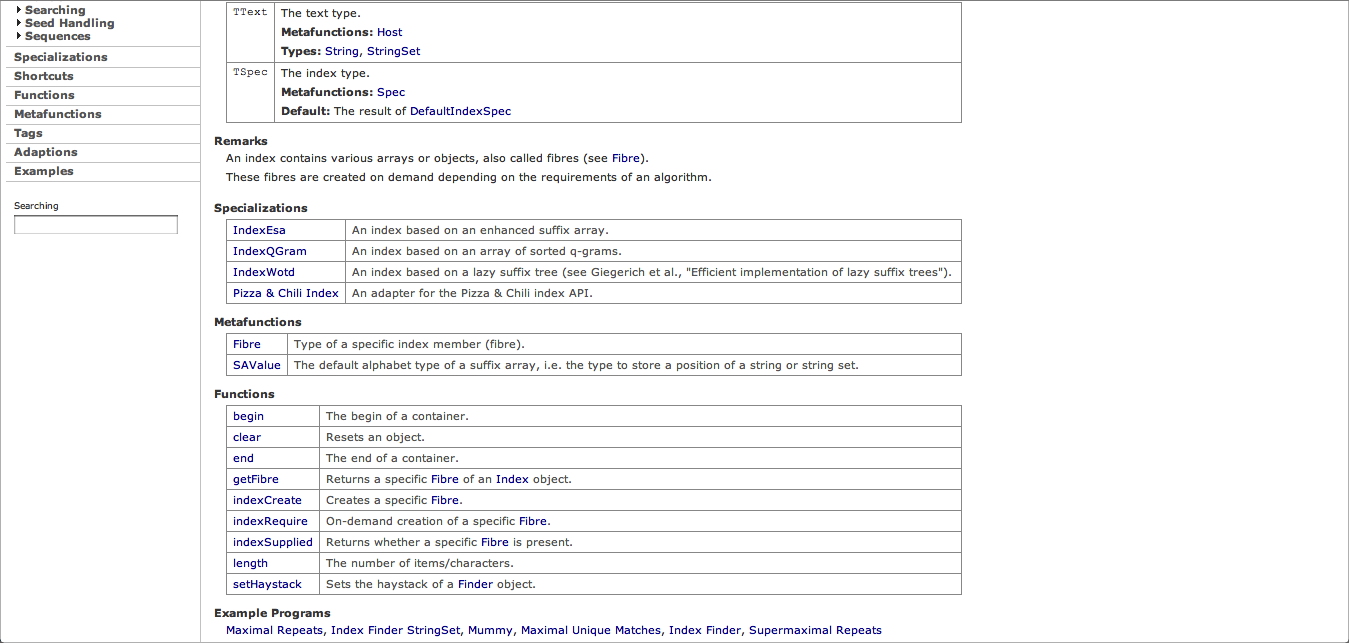 Searching
Seed Handling
Sequences
Specializations
Shortcuts
Functions
Metafunctions
Tags
Adaptions
Examples
Searching
TText The text type.
Metafunctions: Host
Types: String, StringSet
TSpec The index type.
Metafunctions: Spec
Default: The result of DefaultIndexSpec
Remarks
An index contains various arrays or objects, also called fibres (see Fibre).
These fibres are created on demand depending on the requirements of an algorithm.
Specializations
IndexEsa An index based on an enhanced suffix array.
IndexQGram An index based on an array of sorted q-grams.
IndexWotd An index based on a lazy suffix tree (see Giegerich et al., "Efficient implementation of lazy suffix trees").
Pizza & Chili Index An adapter for the Pizza & Chili index API.
Metafunctions
Fibre Type of a specific index member (fibre).
SAValue The default alphabet type of a suffix array, i.e. the type to store a position of a string or string set.
Functions
begin The begin of a container.
clear Resets an object.
end The end of a container.
getFibre Returns a specific Fibre of an Index object.
indexCreate Creates a specific Fibre.
indexRequire On-demand creation of a specific Fibre.
indexSupplied Returns whether a specific Fibre is present.
length The number of items/characters.
setHaystack Sets the haystack of a Finder object.
Example Programs
Maximal Repeats, Index Finder StringSet, Mummy, Maximal Unique Matches, Index Finder, Supermaximal Repeats